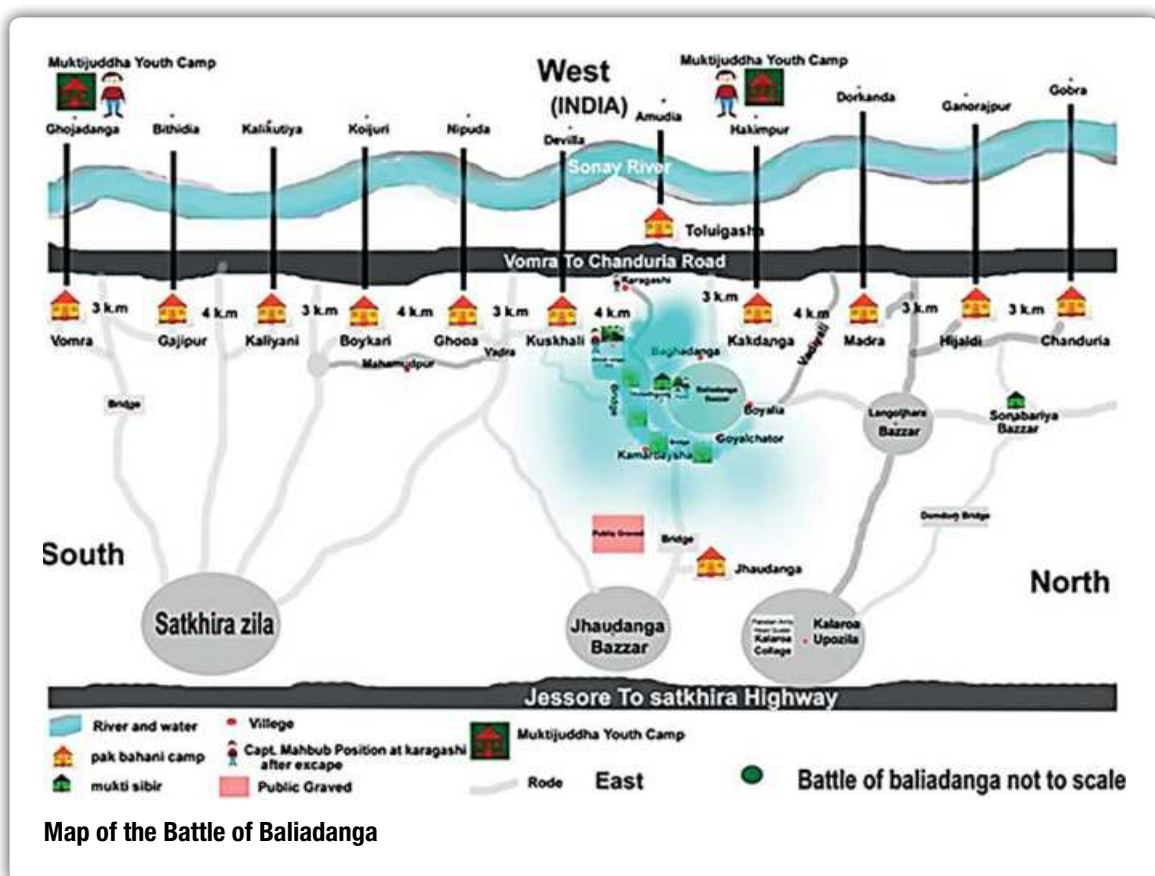 Muktijuddha Youth Camp
West
(INDIA)
Muktijuddha Youth Camp
Ghojadanga
Bithidia
Kalikutiya
Koijuri
Nipuda
Devilla
Amudia
Hakimpur
Dorkanda
Ganorajpur
Gobra
Sonay River
Toluigasha
Vomra To Chanduria Road
Karagashi
3 k.m
4 k.m
3 k.m
4 k.m
3 k.m
4 k.m
3 k.m
4 k.m
3 k.m
3 k.m
Vomra
Gajipur
Kaliyani
Boykari
Ghooa
Kuskhali
Kakdanga
Madra
Hijaldi
Chanduria
Mahamudpur
Vadra
Baghadanga
Vadiyali
Bridge
Bridge
Baliadanga
Bazzar
Boyalia
Langoljhara
Bazzar
Sonabariya
Bazzar
Bridge
Goyalchator
Kamarbaysha
Public Graved
Bridge
Jhaudanga
Domdom Bridge
South
North
Satkhira zila
Jhaudanga
Bazzar
Kalaroa
Collage
Kalaroa
Upozila
Jessore To satkhira Highway
River and water
Villege
Muktijuddha Youth Camp
pak bahani camp
Capt. Mahbub Position at karagashi
after excape
mukti sibir
Public Graved
Rode
East
Battle of baliadanga not to scale
Map of the Battle of Baliadanga